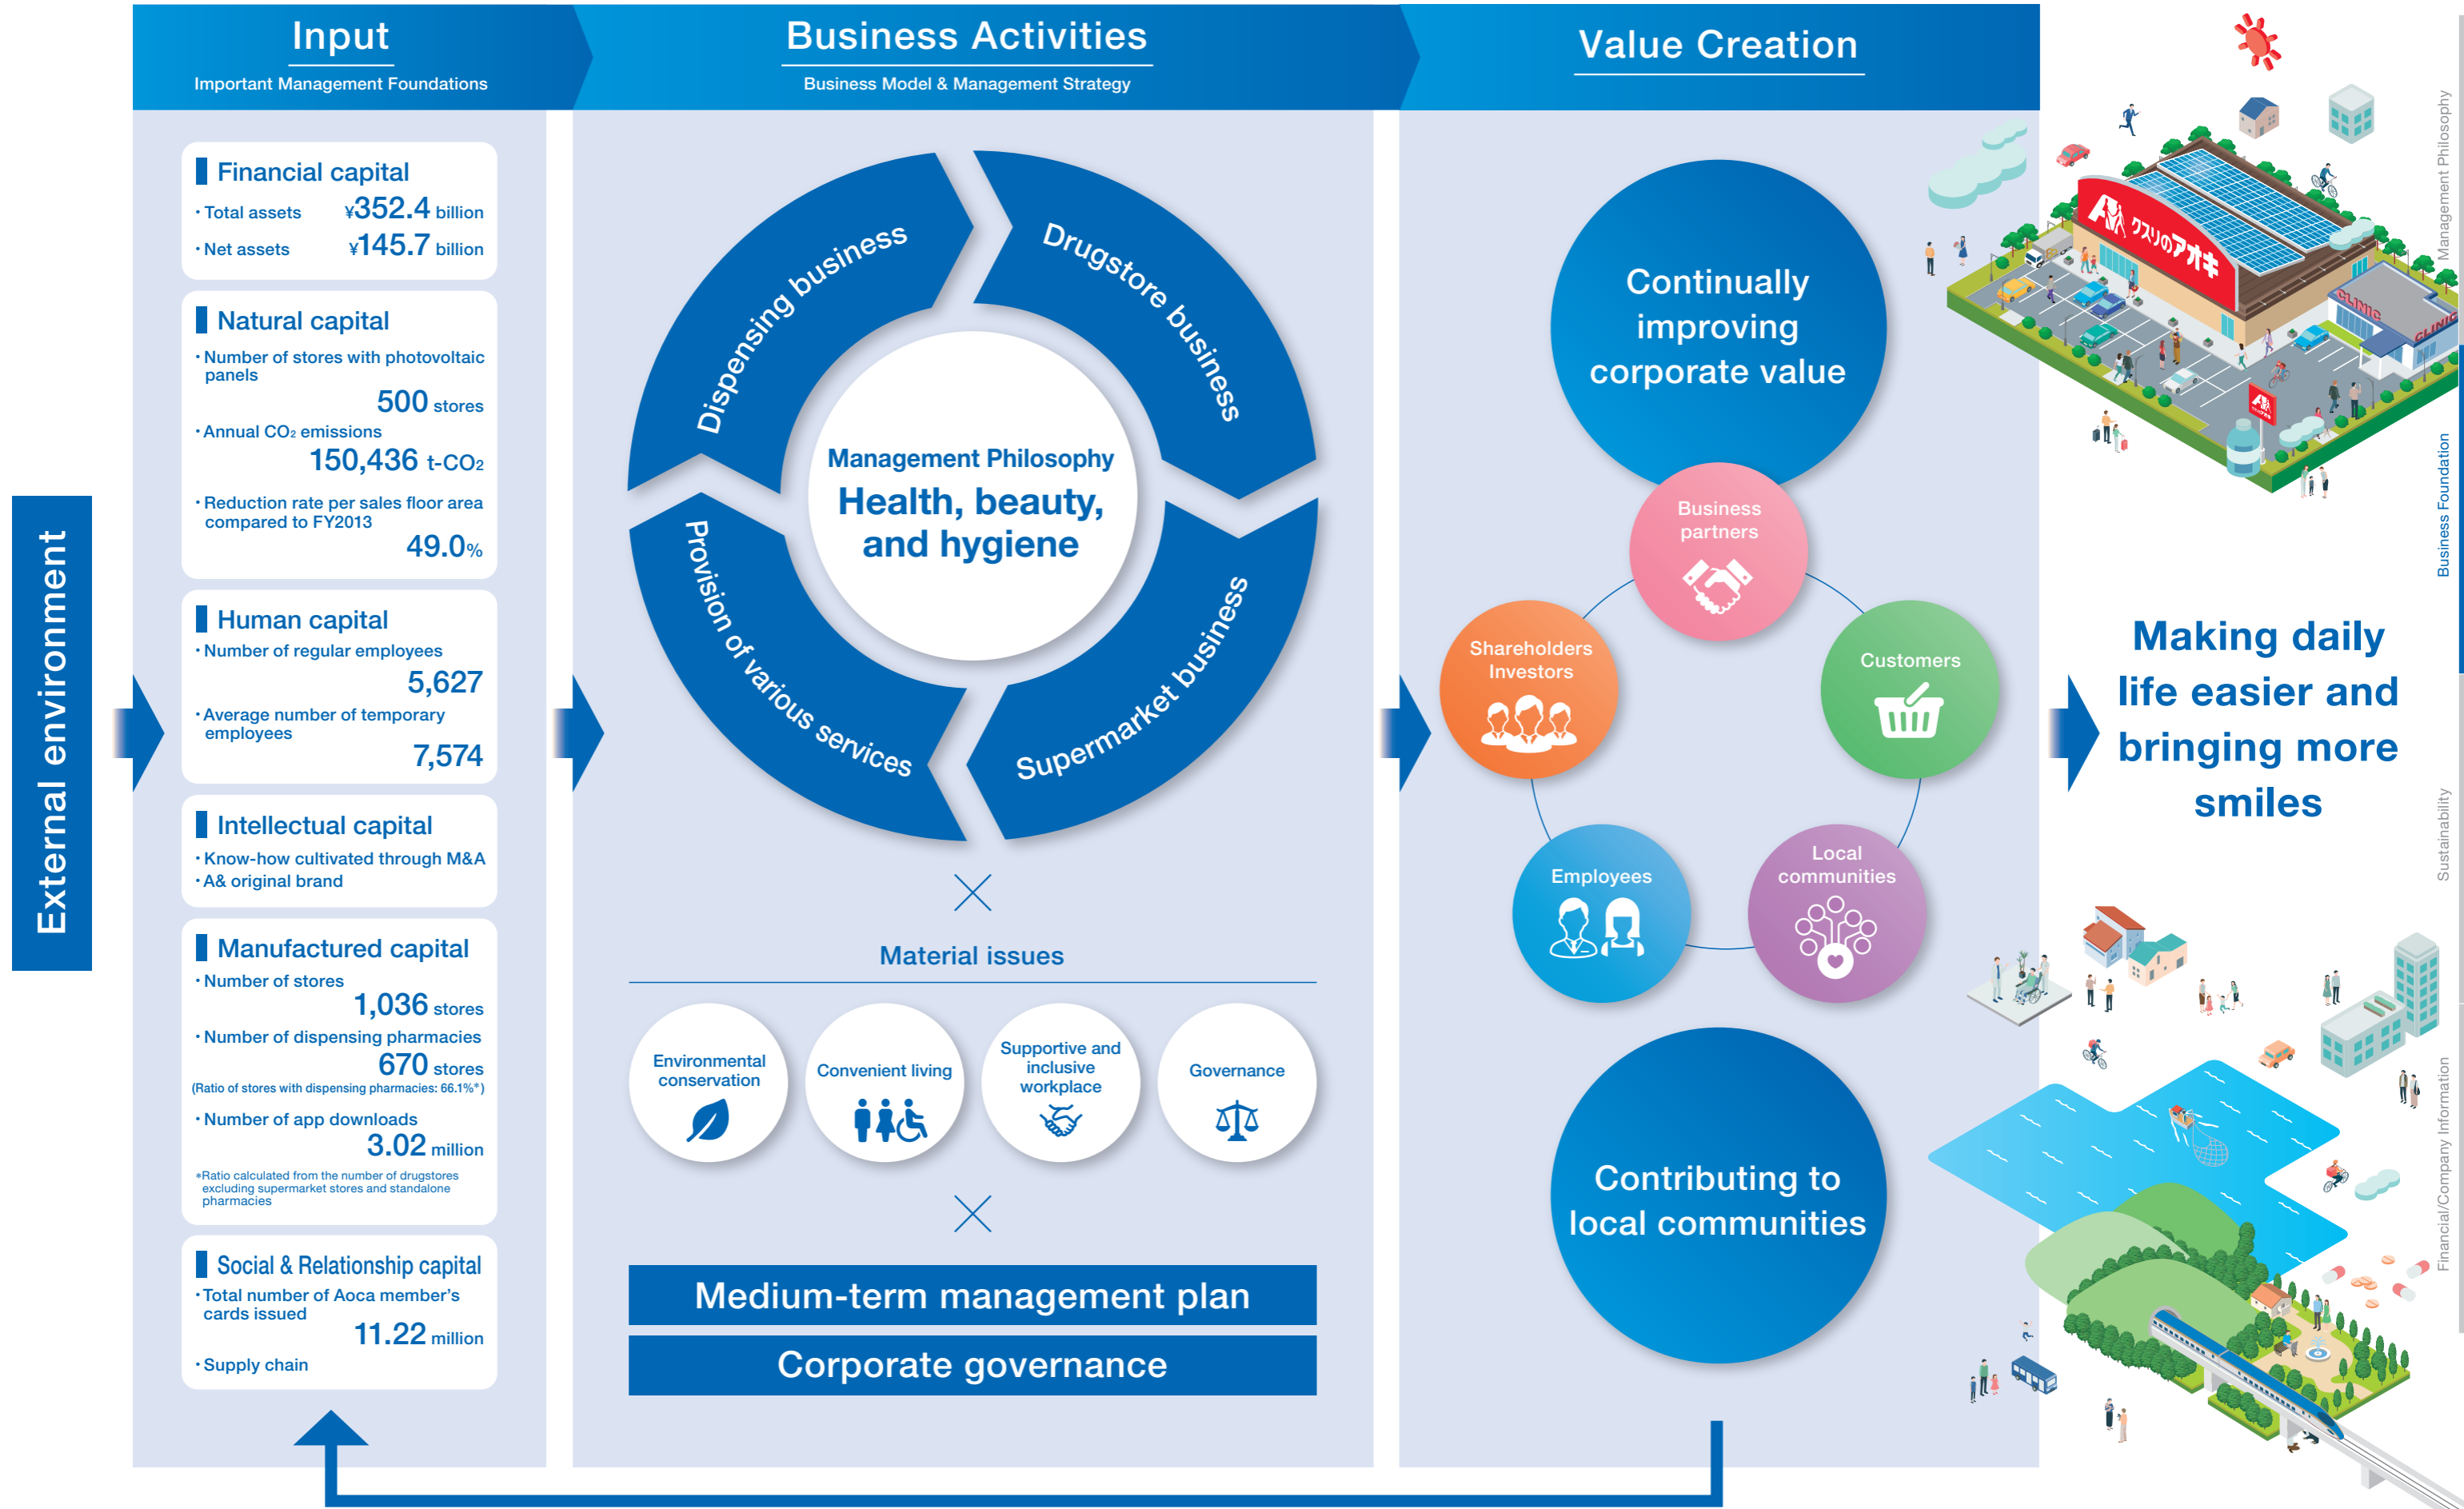 External environment
Input
Important Management Foundations
Financial capital
・Total assets ¥352.4 billion
・Net assets ¥145.7 billion
Natural capital
・Number of stores with photovoltaic
panels
500 stores
・Annual CO₂ emissions
150,436 t-CO₂
・Reduction rate per sales floor area
compared to FY2013
49.0%
Human capital
・Number of regular employees
5,627
・Average number of temporary
employees
7,574
Intellectual capital
・Know-how cultivated through M&A
・A& original brand
Manufactured capital
・Number of stores
1,036 stores
・Number of dispensing pharmacies
670 stores
(Ratio of stores with dispensing pharmacies: 66.1%*)
・Number of app downloads
3.02 million
*Ratio calculated from the number of drugstores
excluding supermarket stores and standalone
pharmacies
Social & Relationship capital
・Total number of Aoca member's
cards issued
11.22 million
・Supply chain
Business Activities
Business Model & Management Strategy
Dispensing business
Drugstore business
Supermarket business
Provision of various services
Management Philosophy
Health, beauty,
and hygiene
Material issues
Environmental
conservation
Convenient living
Supportive and
inclusive
workplace
Governance
Medium-term management plan
Corporate governance
Value Creation
Continually
improving
corporate value
Business
partners
Shareholders
Investors
Customers
Employees
Local
communities
Contributing to
local communities
クスリのアオキ
CLINIC
CLINIC
Making daily
life easier and
bringing more
smiles
Management Philosophy
Business Foundation
Sustainability
Financial/Company Information